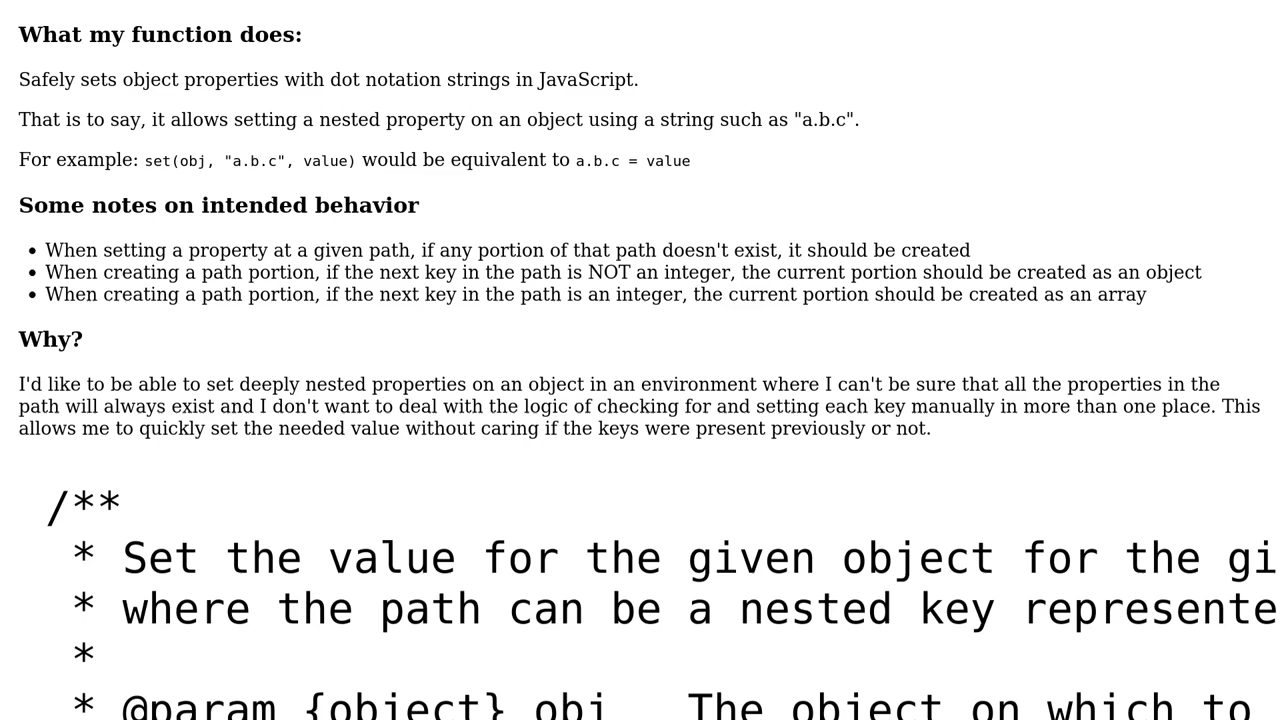 What my function does:
Safely sets object properties with dot notation strings in JavaScript.
That is to say, it allows setting a nested property on an object using a string such as "a.b.c".
For example: set(obj, "a.b.c", value) would be equivalent to a.b.c = value
Some notes on intended behavior
• When setting a property at a given path, if any portion of that path doesn't exist, it should be created
• When creating a path portion, if the next key in the path is NOT an integer, the current portion should be created as an object
• When creating a path portion, if the next key in the path is an integer, the current portion should be created as an array
Why?
I'd like to be able to set deeply nested properties on an object in an environment where I can't be sure that all the properties in the
path will always exist and I don't want to deal with the logic of checking for and setting each key manually in more than one place. This
allows me to quickly set the needed value without caring if the keys were present previously or not.
/**
* Set the value for the given object for the gi
* where the path can be a nested key represente
*
* @param {object} obj The object on which to